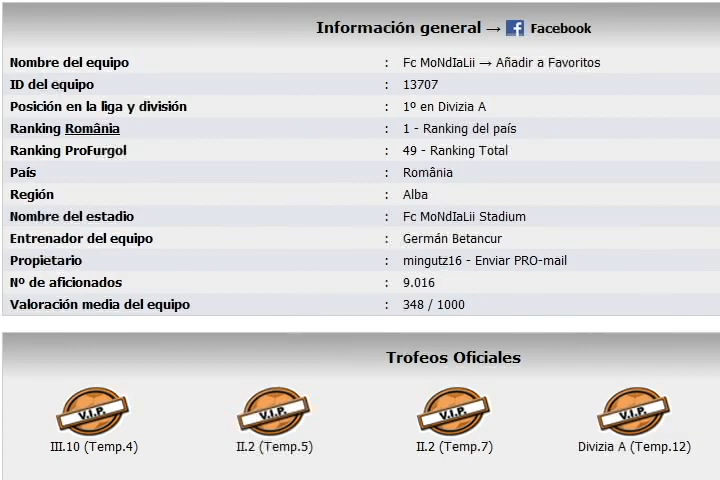 Información general → Facebook
Nombre del equipo : Fc MoNdIaLii → Añadir a Favoritos
ID del equipo : 13707
Posición en la liga y división : 1º en Divizia A
Ranking România : 1 - Ranking del país
Ranking ProFurgol : 49 - Ranking Total
País : România
Región : Alba
Nombre del estadio : Fc MoNdIaLii Stadium
Entrenador del equipo : Germán Betancur
Propietario : mingutz16 - Enviar PRO-mail
Nº de aficionados : 9.016
Valoración media del equipo : 348 / 1000
Trofeos Oficiales
V.I.P. V.I.P. V.I.P. V.I.P.
III.10 (Temp.4) II.2 (Temp.5) II.2 (Temp.7) Divizia A (Temp.12)